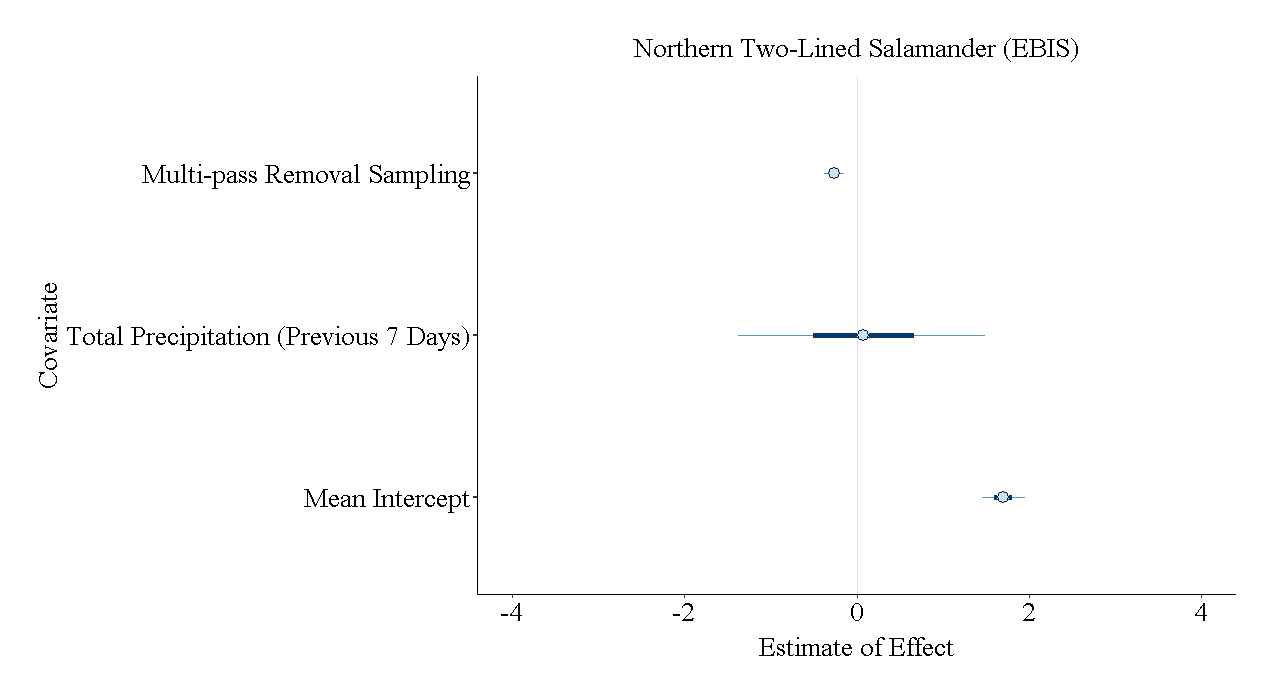 Northern Two-Lined Salamander (EBIS)
Multi-pass Removal Sampling
Total Precipitation (Previous 7 Days)
Mean Intercept
Covariate
-4 -2 0 2 4
Estimate of Effect